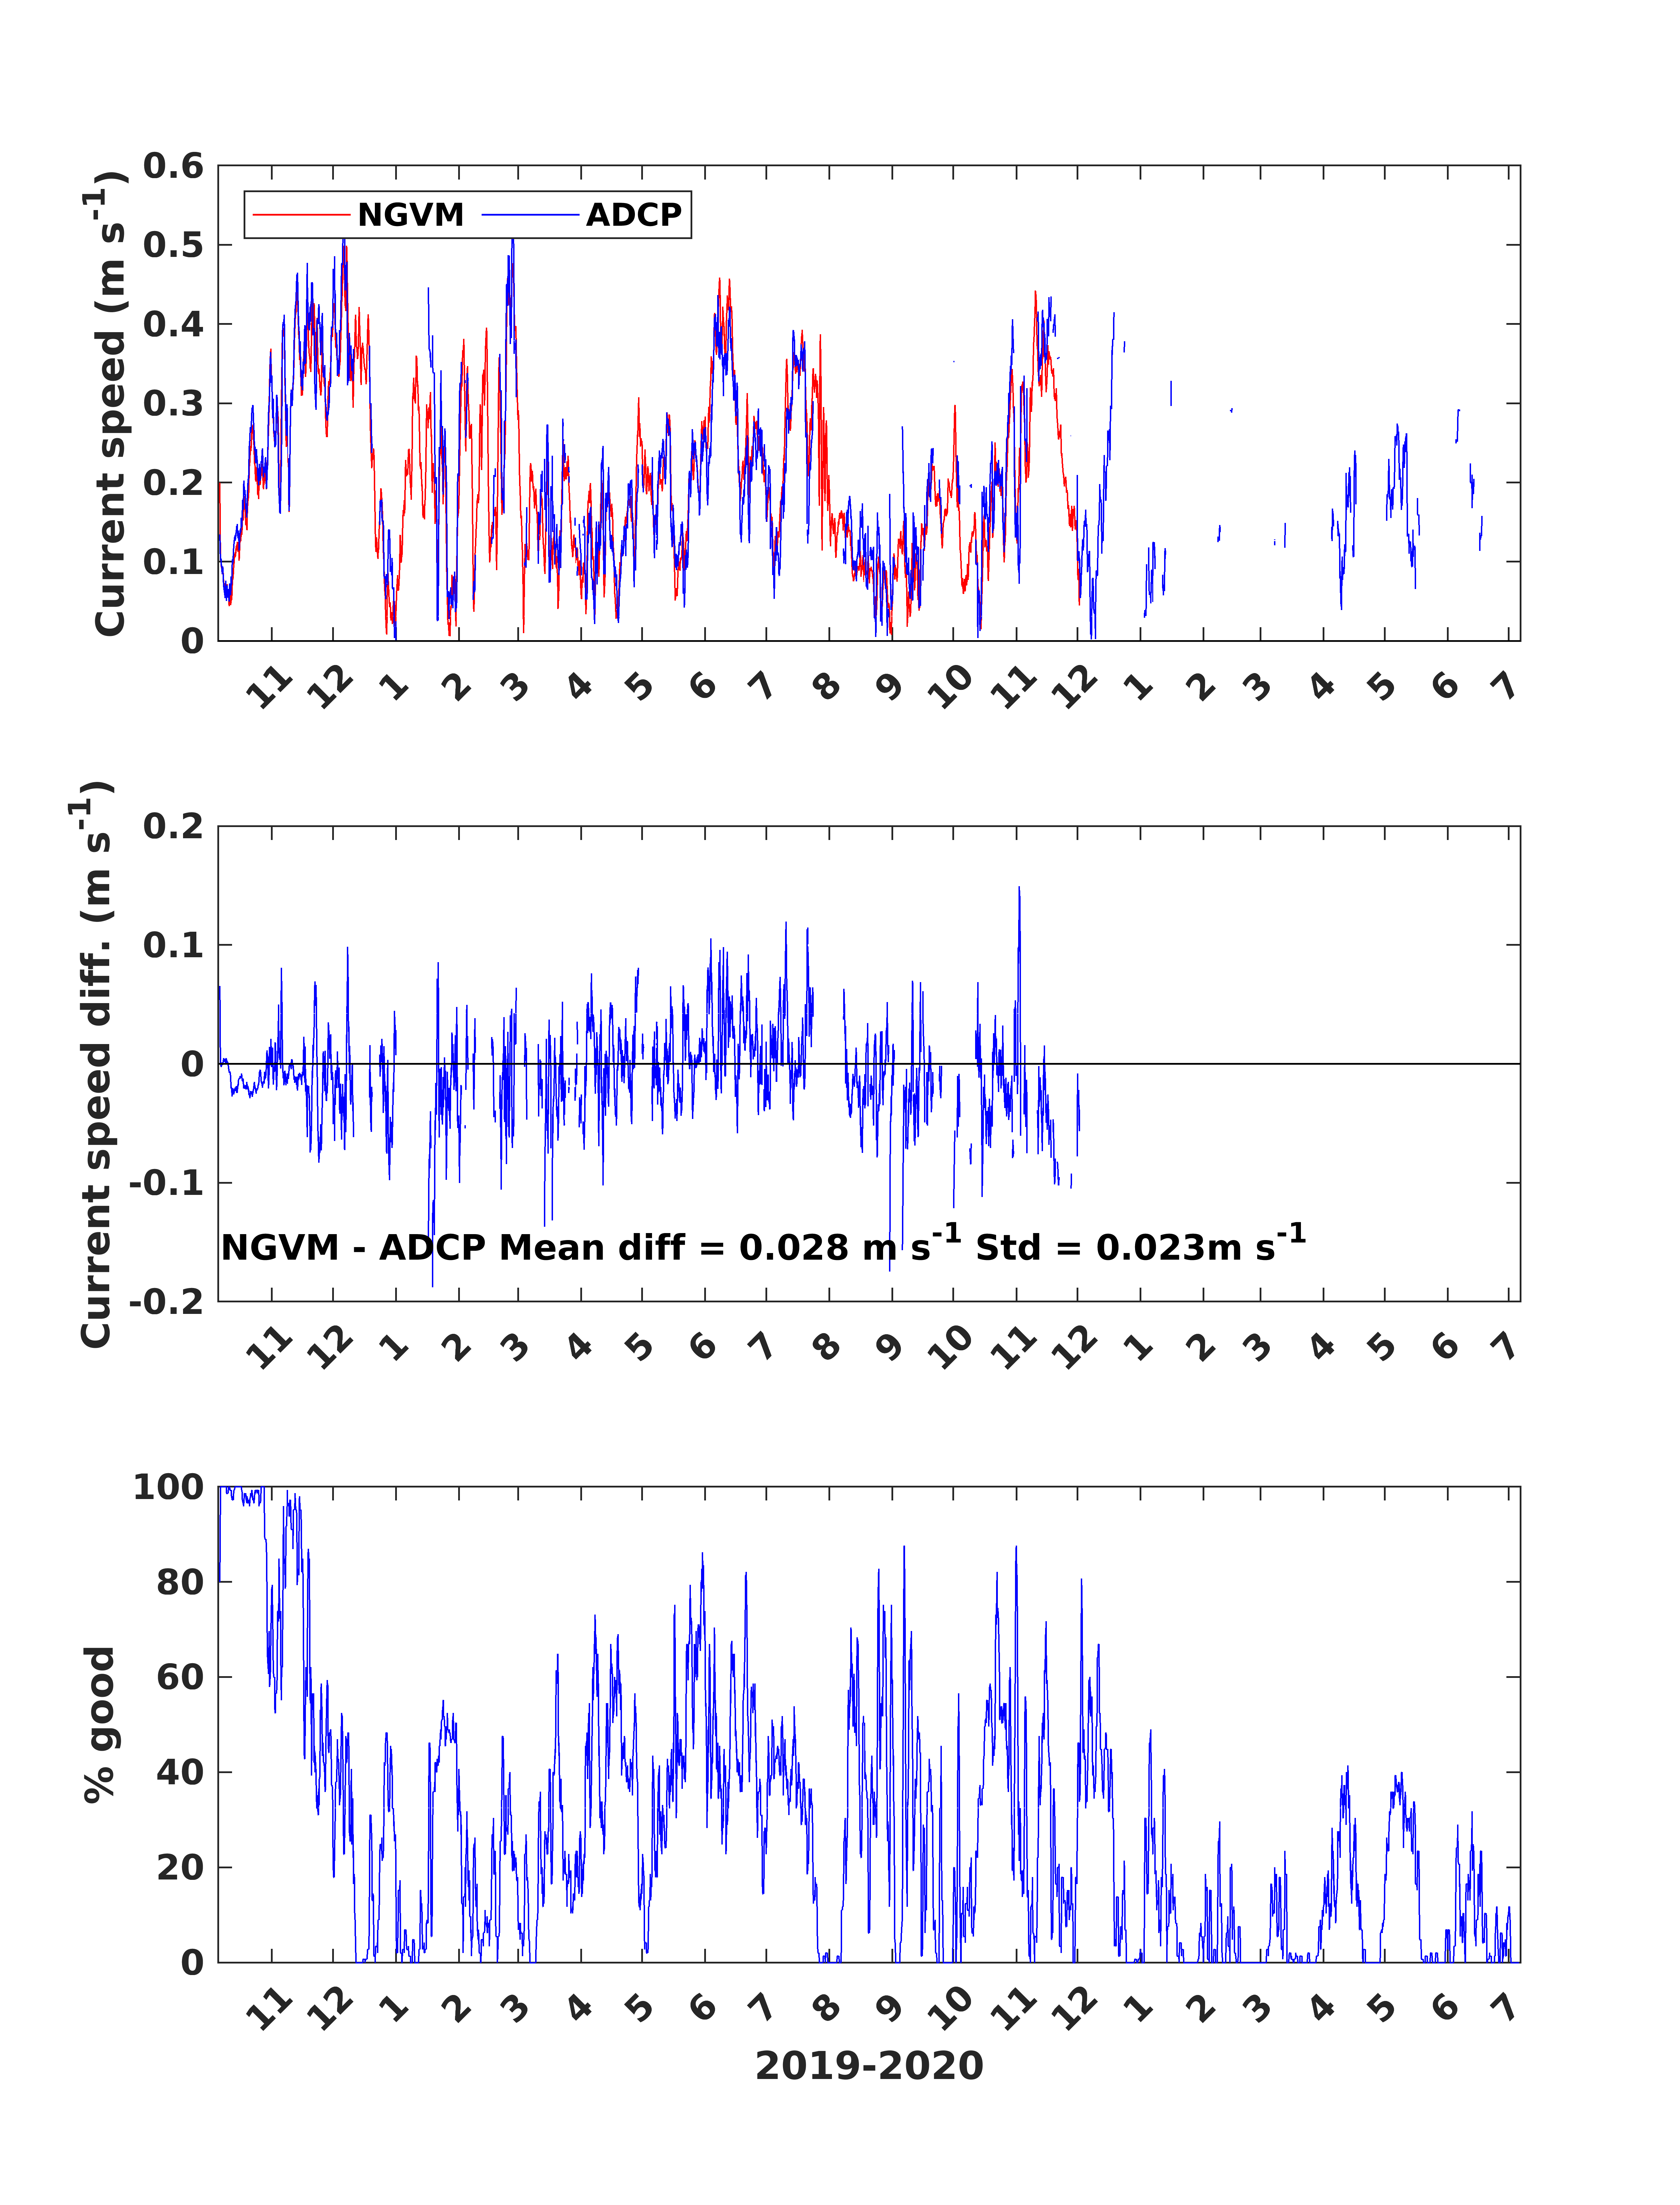 Current speed (m s-1)
0.6
0.5
0.4
0.3
0.2
0.1
0
NGVM ADCP
11 12 1 2 3 4 5 6 7 8 9 10 11 12 1 2 3 4 5 6 7
Current speed diff. (m s-1)
0.2
0.1
0
-0.1
-0.2
NGVM - ADCP Mean diff = 0.028 m s-1 Std = 0.023m s-1
11 12 1 2 3 4 5 6 7 8 9 10 11 12 1 2 3 4 5 6 7
% good
100
80
60
40
20
0
11 12 1 2 3 4 5 6 7 8 9 10 11 12 1 2 3 4 5 6 7
2019-2020